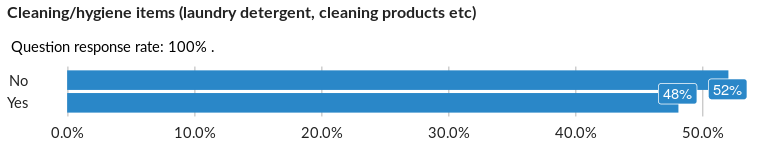 Cleaning/hygiene items (laundry detergent, cleaning products etc)
Question response rate: 100% .
No
52%
Yes
48%
0.0% 10.0% 20.0% 30.0% 40.0% 50.0%